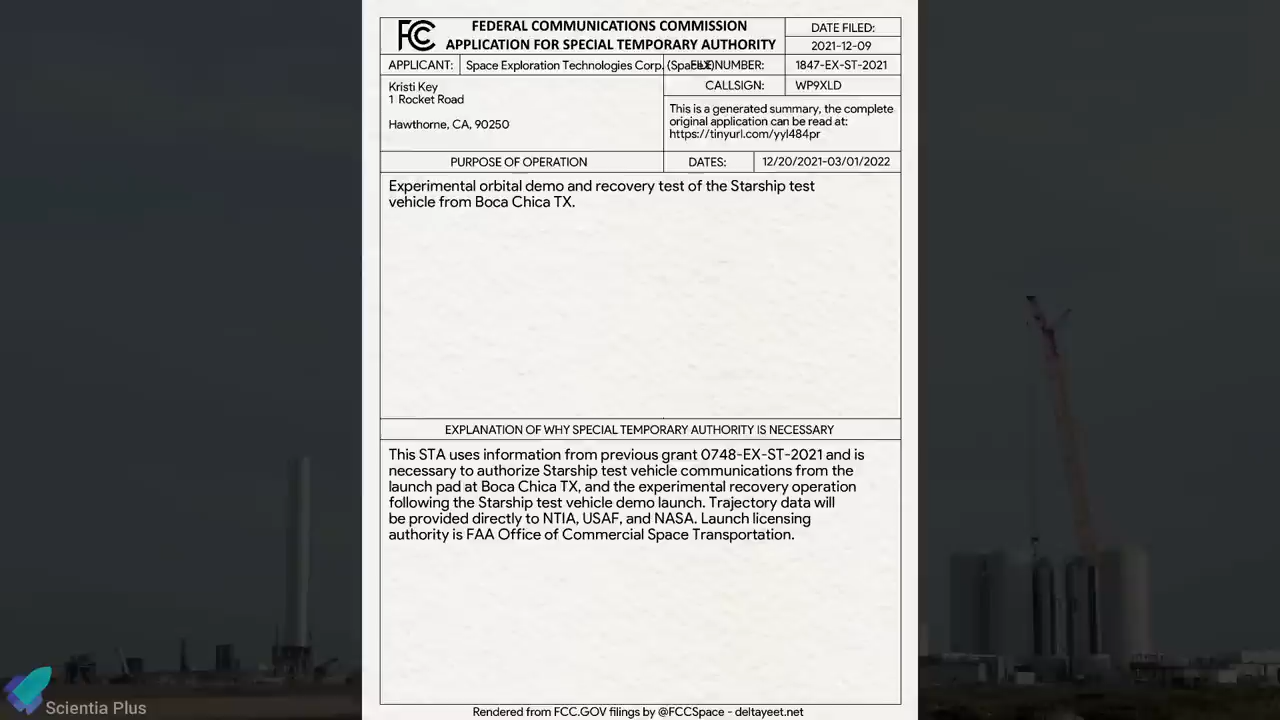 FCC
FEDERAL COMMUNICATIONS COMMISSION
APPLICATION FOR SPECIAL TEMPORARY AUTHORITY
DATE FILED:
2021-12-09
APPLICANT:
Space Exploration Technologies Corp. (SpaceX)
FILE NUMBER:
1847-EX-ST-2021
Kristi Key
1 Rocket Road
Hawthorne, CA, 90250
CALLSIGN:
WP9XLD
This is a generated summary, the complete
original application can be read at:
https://tinyurl.com/yyl484pr
PURPOSE OF OPERATION
DATES:
12/20/2021-03/01/2022
Experimental orbital demo and recovery test of the Starship test
vehicle from Boca Chica TX.
EXPLANATION OF WHY SPECIAL TEMPORARY AUTHORITY IS NECESSARY
This STA uses information from previous grant 0748-EX-ST-2021 and is
necessary to authorize Starship test vehicle communications from the
launch pad at Boca Chica TX, and the experimental recovery operation
following the Starship test vehicle demo launch. Trajectory data will
be provided directly to NTIA, USAF, and NASA. Launch licensing
authority is FAA Office of Commercial Space Transportation.
Rendered from FCC.GOV filings by @FCCSpace - deltayeet.net
Scientia Plus